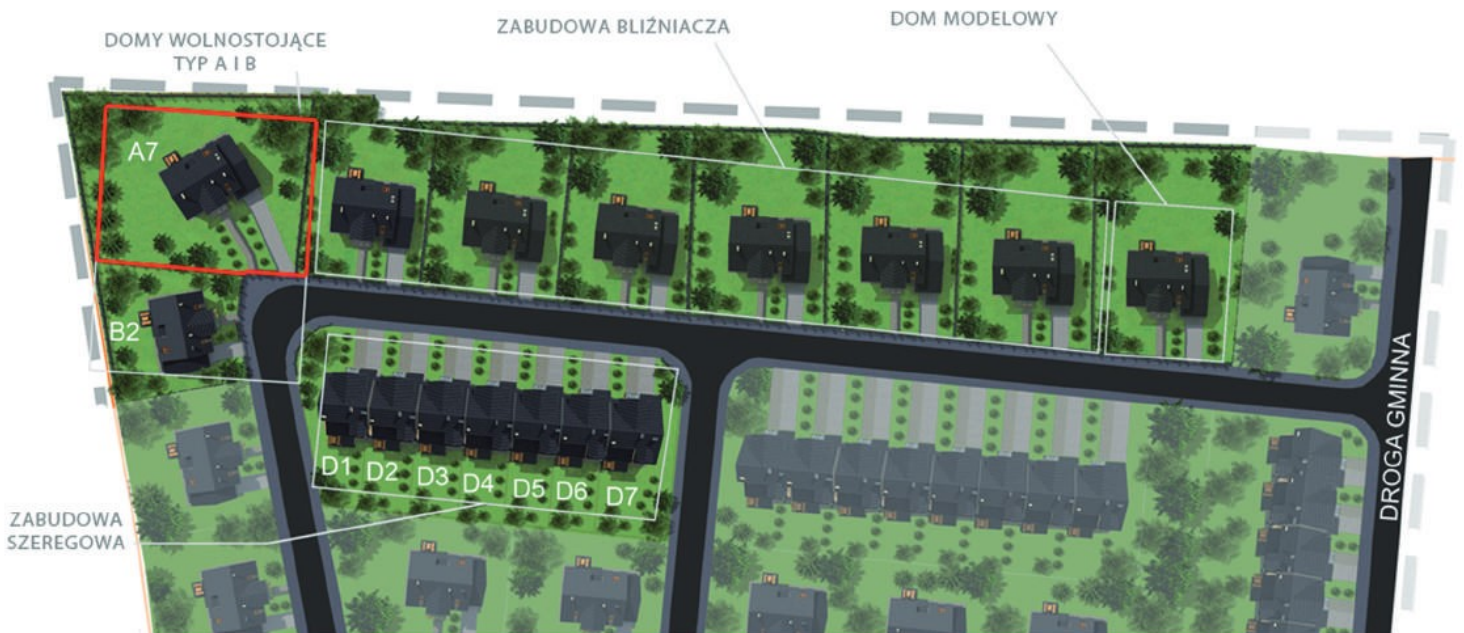 DOMY WOLNOSTOJĄCE
TYP A I B
ZABUDOWA BLIŹNIACZA
DOM MODELOWY
A7
B2
D1 D2 D3 D4 D5 D6 D7
DROGA GMINNA
ZABUDOWA
SZEREGOWA